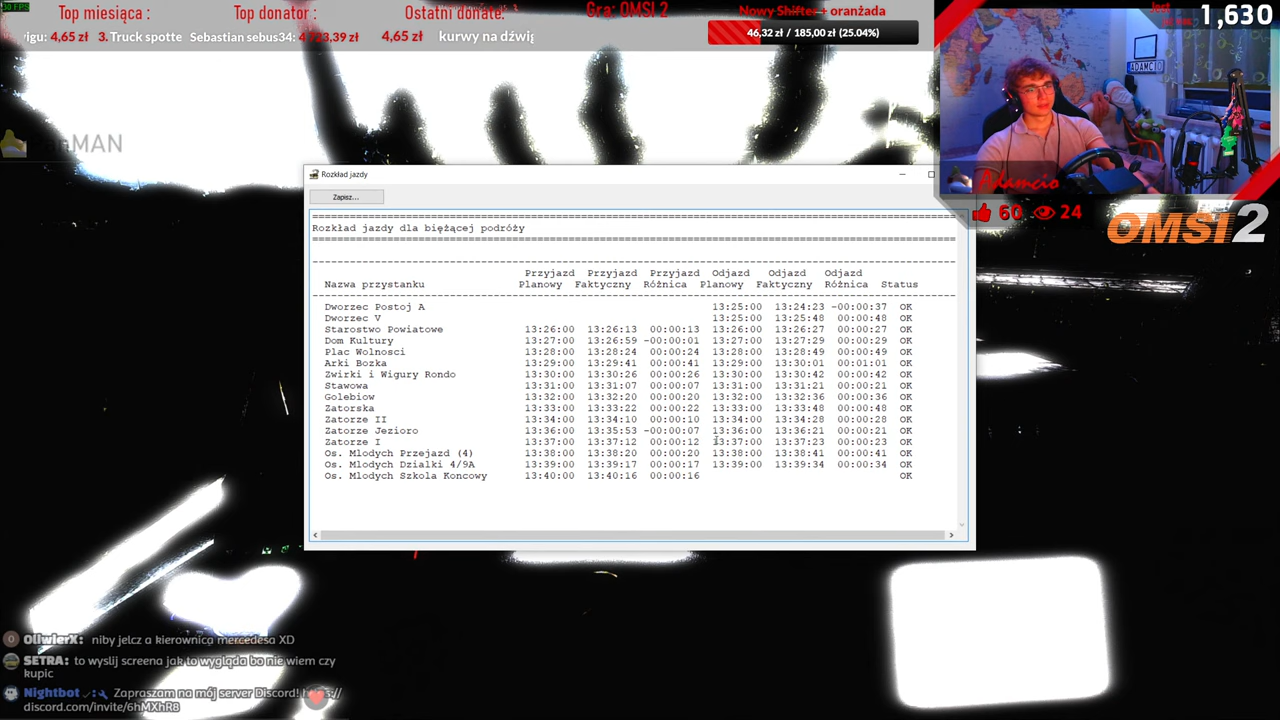 30 FPS
Top miesiąca :
Top donator :
Ostatni donate:
Gra: OMSI 2
Nowy Shifter + oranżada
1,630
vigu: 4,65 zł 3. Truck spotte
Sebastian sebus34: 4 723,39 zł
4,65 zł
kurwy na dźwig
46,32 zł / 185,00 zł (25.04%)
ADAMCIO
MAN
Adamcio
60
24
OMSI 2
Rozkład jazdy
Zapisz...
Rozkład jazdy dla biężącej podróży
Przyjazd Przyjazd Przyjazd Odjazd Odjazd Odjazd
Nazwa przystanku Planowy Faktyczny Różnica Planowy Faktyczny Różnica Status
Dworzec Postoj A 13:25:00 13:24:23 -00:00:37 OK
Dworzec V 13:25:00 13:25:48 00:00:48 OK
Starostwo Powiatowe 13:26:00 13:26:13 00:00:13 13:26:00 13:26:27 00:00:27 OK
Dom Kultury 13:27:00 13:26:59 -00:00:01 13:27:00 13:27:29 00:00:29 OK
Plac Wolnosci 13:28:00 13:28:24 00:00:24 13:28:00 13:28:49 00:00:49 OK
Arki Bozka 13:29:00 13:29:41 00:00:41 13:29:00 13:30:01 00:01:01 OK
Zwirki i Wigury Rondo 13:30:00 13:30:26 00:00:26 13:30:00 13:30:42 00:00:42 OK
Stawowa 13:31:00 13:31:07 00:00:07 13:31:00 13:31:21 00:00:21 OK
Golebiow 13:32:00 13:32:20 00:00:20 13:32:00 13:32:36 00:00:36 OK
Zatorska 13:33:00 13:33:22 00:00:22 13:33:00 13:33:48 00:00:48 OK
Zatorze II 13:34:00 13:34:10 00:00:10 13:34:00 13:34:28 00:00:28 OK
Zatorze Jezioro 13:36:00 13:35:53 -00:00:07 13:36:00 13:36:21 00:00:21 OK
Zatorze I 13:37:00 13:37:12 00:00:12 13:37:00 13:37:23 00:00:23 OK
Os. Mlodych Przejazd (4) 13:38:00 13:38:20 00:00:20 13:38:00 13:38:41 00:00:41 OK
Os. Mlodych Dzialki 4/9A 13:39:00 13:39:17 00:00:17 13:39:00 13:39:34 00:00:34 OK
Os. Mlodych Szkola Koncowy 13:40:00 13:40:16 00:00:16 OK
OliwierX: niby jelcz a kierownica mercedesa XD
SETRA: to wyslij screena jak to wygląda bo nie wiem czy
kupic
Nightbot : Zapraszam na mój server Discord! https://
discord.com/invite/6hMXhR8